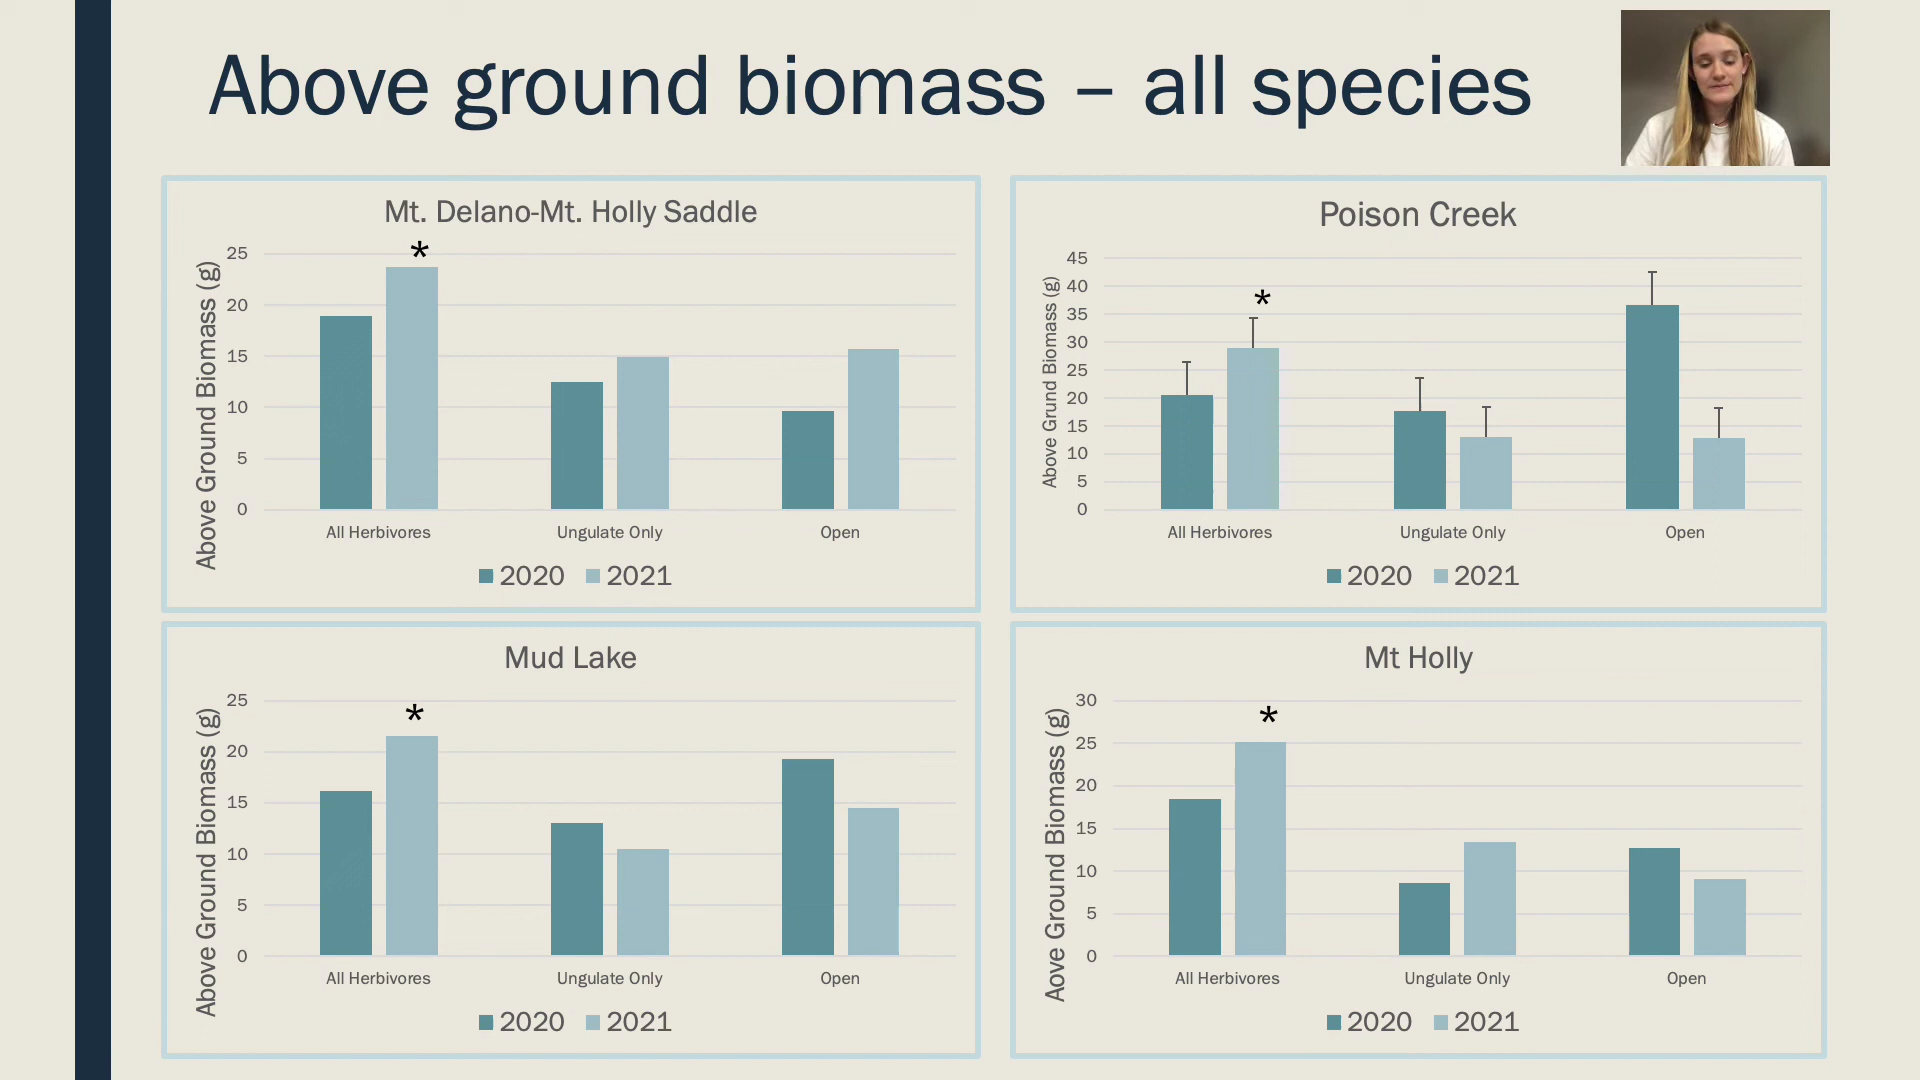 Above ground biomass – all species
Mt. Delano-Mt. Holly Saddle
*
Above Ground Biomass (g)
25
20
15
10
5
0
All Herbivores Ungulate Only Open
2020 2021
Poison Creek
*
Above Grund Biomass (g)
45
40
35
30
25
20
15
10
5
0
All Herbivores Ungulate Only Open
2020 2021
Mud Lake
*
Above Ground Biomass (g)
25
20
15
10
5
0
All Herbivores Ungulate Only Open
2020 2021
Mt Holly
*
Aove Ground Biomass (g)
30
25
20
15
10
5
0
All Herbivores Ungulate Only Open
2020 2021